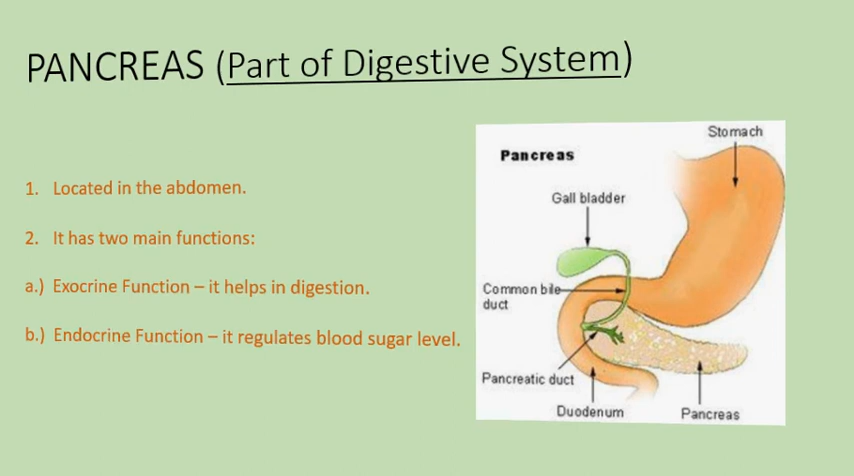 PANCREAS (Part of Digestive System)
1. Located in the abdomen.
2. It has two main functions:
a.) Exocrine Function – it helps in digestion.
b.) Endocrine Function – it regulates blood sugar level.
Pancreas
Stomach
Gall bladder
Common bile
duct
Pancreatic duct
Duodenum
Pancreas